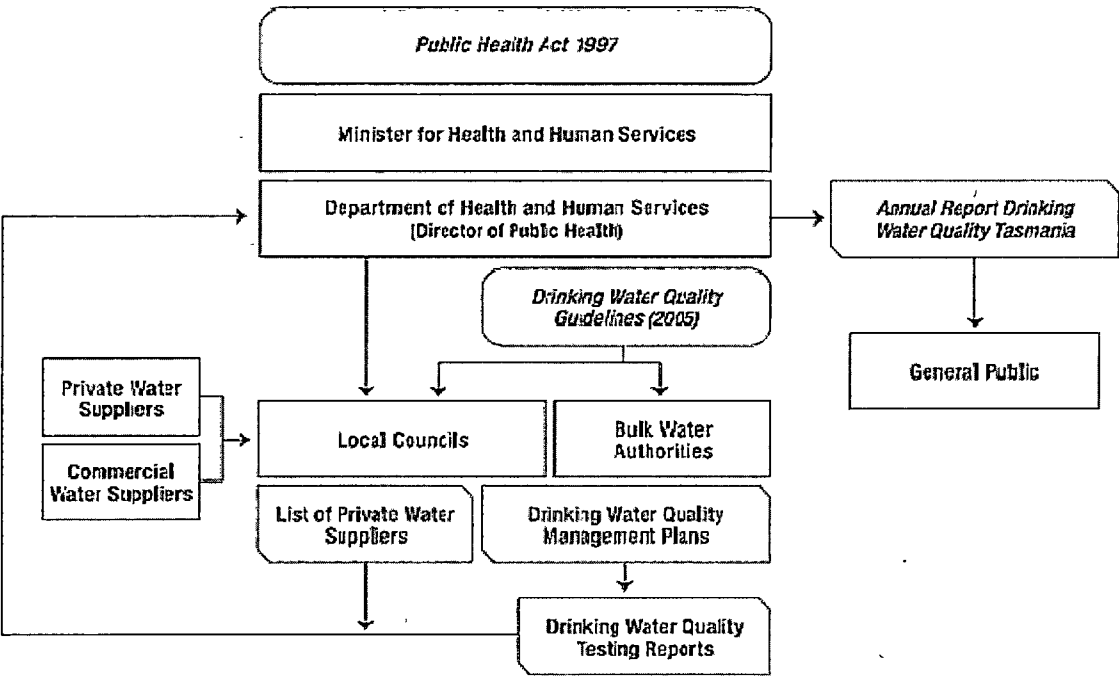 Public Health Act 1997
Minister for Health and Human Services
Department of Health and Human Services
(Director of Public Health)
Annual Report Drinking
Water Quality Tasmania
Drinking Water Quality
Guidelines (2005)
General Public
Private Water
Suppliers
Commercial
Water Suppliers
Local Councils
Bulk Water
Authorities
List of Private Water
Suppliers
Drinking Water Quality
Management Plans
Drinking Water Quality
Testing Reports